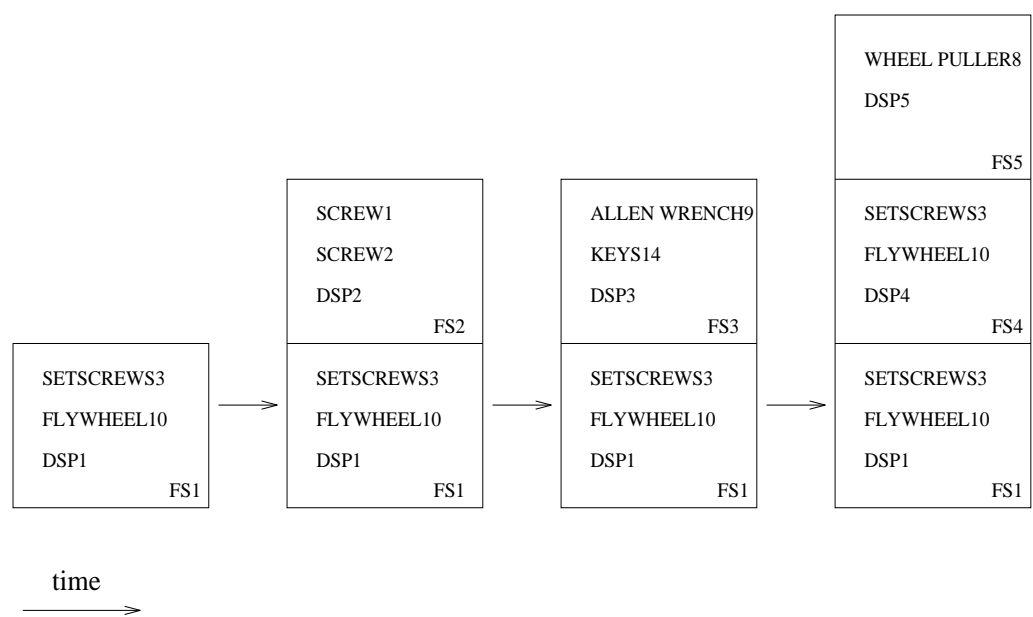 SETSCREWS3
FLYWHEEL10
DSP1
FS1
SCREW1
SCREW2
DSP2
FS2
SETSCREWS3
FLYWHEEL10
DSP1
FS1
ALLEN WRENCH9
KEYS14
DSP3
FS3
SETSCREWS3
FLYWHEEL10
DSP1
FS1
WHEEL PULLER8
DSP5
FS5
SETSCREWS3
FLYWHEEL10
DSP4
FS4
SETSCREWS3
FLYWHEEL10
DSP1
FS1
time